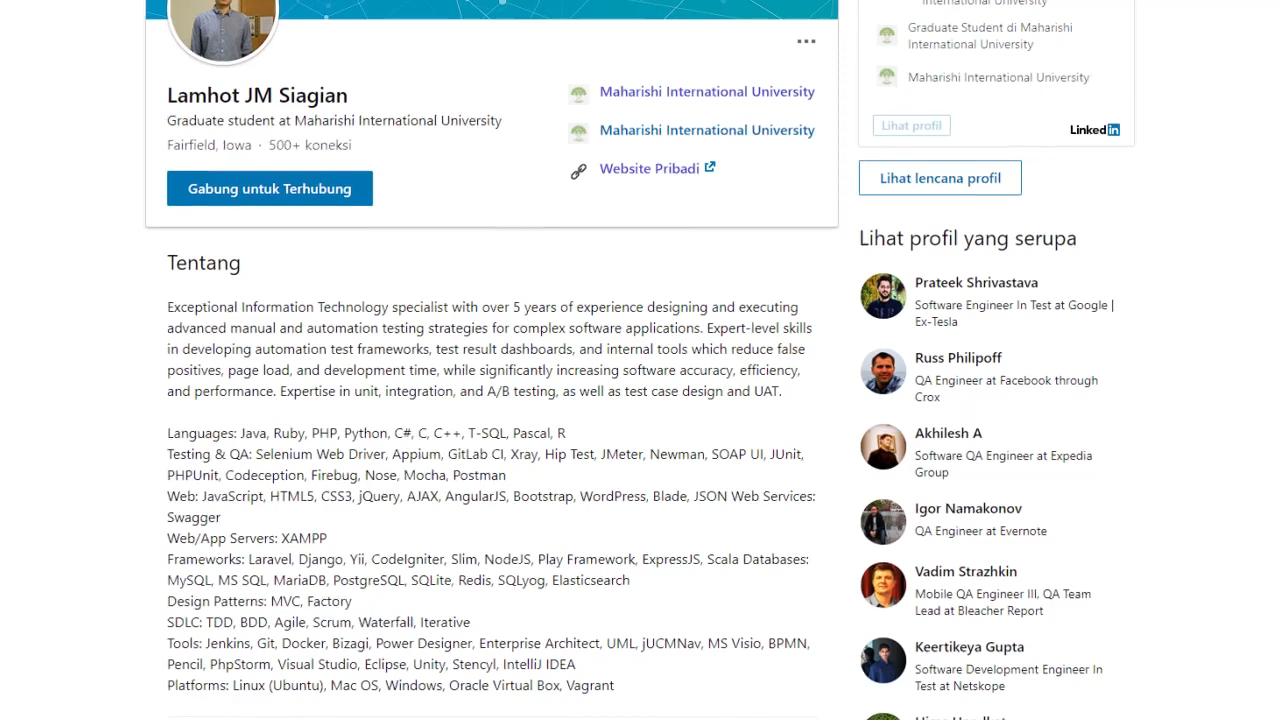 Lamhot JM Siagian
Graduate student at Maharishi International University
Fairfield, Iowa · 500+ koneksi
Gabung untuk Terhubung
Maharishi International University
Maharishi International University
Website Pribadi
Tentang
Exceptional Information Technology specialist with over 5 years of experience designing and executing
advanced manual and automation testing strategies for complex software applications. Expert-level skills
in developing automation test frameworks, test result dashboards, and internal tools which reduce false
positives, page load, and development time, while significantly increasing software accuracy, efficiency,
and performance. Expertise in unit, integration, and A/B testing, as well as test case design and UAT.
Languages: Java, Ruby, PHP, Python, C#, C, C++, T-SQL, Pascal, R
Testing & QA: Selenium Web Driver, Appium, GitLab CI, Xray, Hip Test, JMeter, Newman, SOAP UI, JUnit,
PHPUnit, Codeception, Firebug, Nose, Mocha, Postman
Web: JavaScript, HTML5, CSS3, jQuery, AJAX, AngularJS, Bootstrap, WordPress, Blade, JSON Web Services:
Swagger
Web/App Servers: XAMPP
Frameworks: Laravel, Django, Yii, CodeIgniter, Slim, NodeJS, Play Framework, ExpressJS, Scala Databases:
MySQL, MS SQL, MariaDB, PostgreSQL, SQLite, Redis, SQLyog, Elasticsearch
Design Patterns: MVC, Factory
SDLC: TDD, BDD, Agile, Scrum, Waterfall, Iterative
Tools: Jenkins, Git, Docker, Bizagi, Power Designer, Enterprise Architect, UML, jUCMNav, MS Visio, BPMN,
Pencil, PhpStorm, Visual Studio, Eclipse, Unity, Stencyl, IntelliJ IDEA
Platforms: Linux (Ubuntu), Mac OS, Windows, Oracle Virtual Box, Vagrant
International University
Graduate Student di Maharishi
International University
Maharishi International University
Lihat profil
Linked in
Lihat lencana profil
Lihat profil yang serupa
Prateek Shrivastava
Software Engineer In Test at Google |
Ex-Tesla
Russ Philipoff
QA Engineer at Facebook through
Crox
Akhilesh A
Software QA Engineer at Expedia
Group
Igor Namakonov
QA Engineer at Evernote
Vadim Strazhkin
Mobile QA Engineer III, QA Team
Lead at Bleacher Report
Keertikeya Gupta
Software Development Engineer In
Test at Netskope